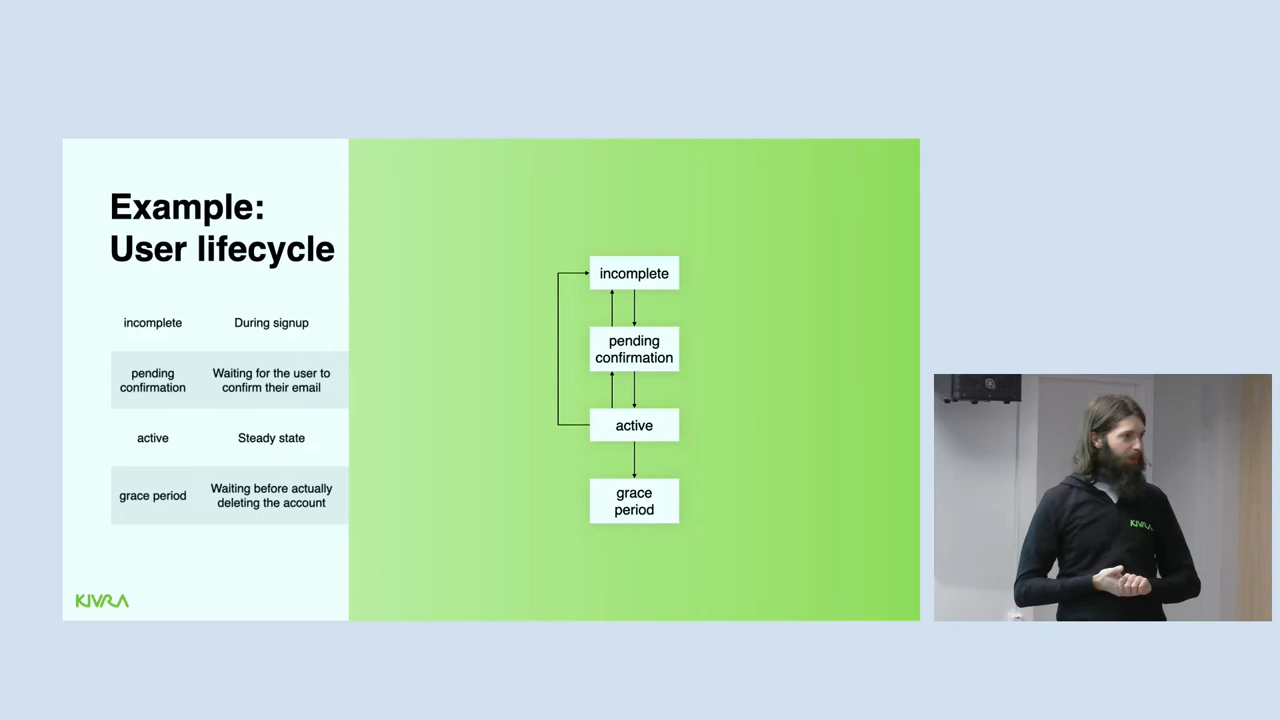 Example:
User lifecycle
incomplete
During signup
pending
confirmation
Waiting for the user to
confirm their email
active
Steady state
grace period
Waiting before actually
deleting the account
KIVRA
incomplete
pending
confirmation
active
grace
period
KIVRA